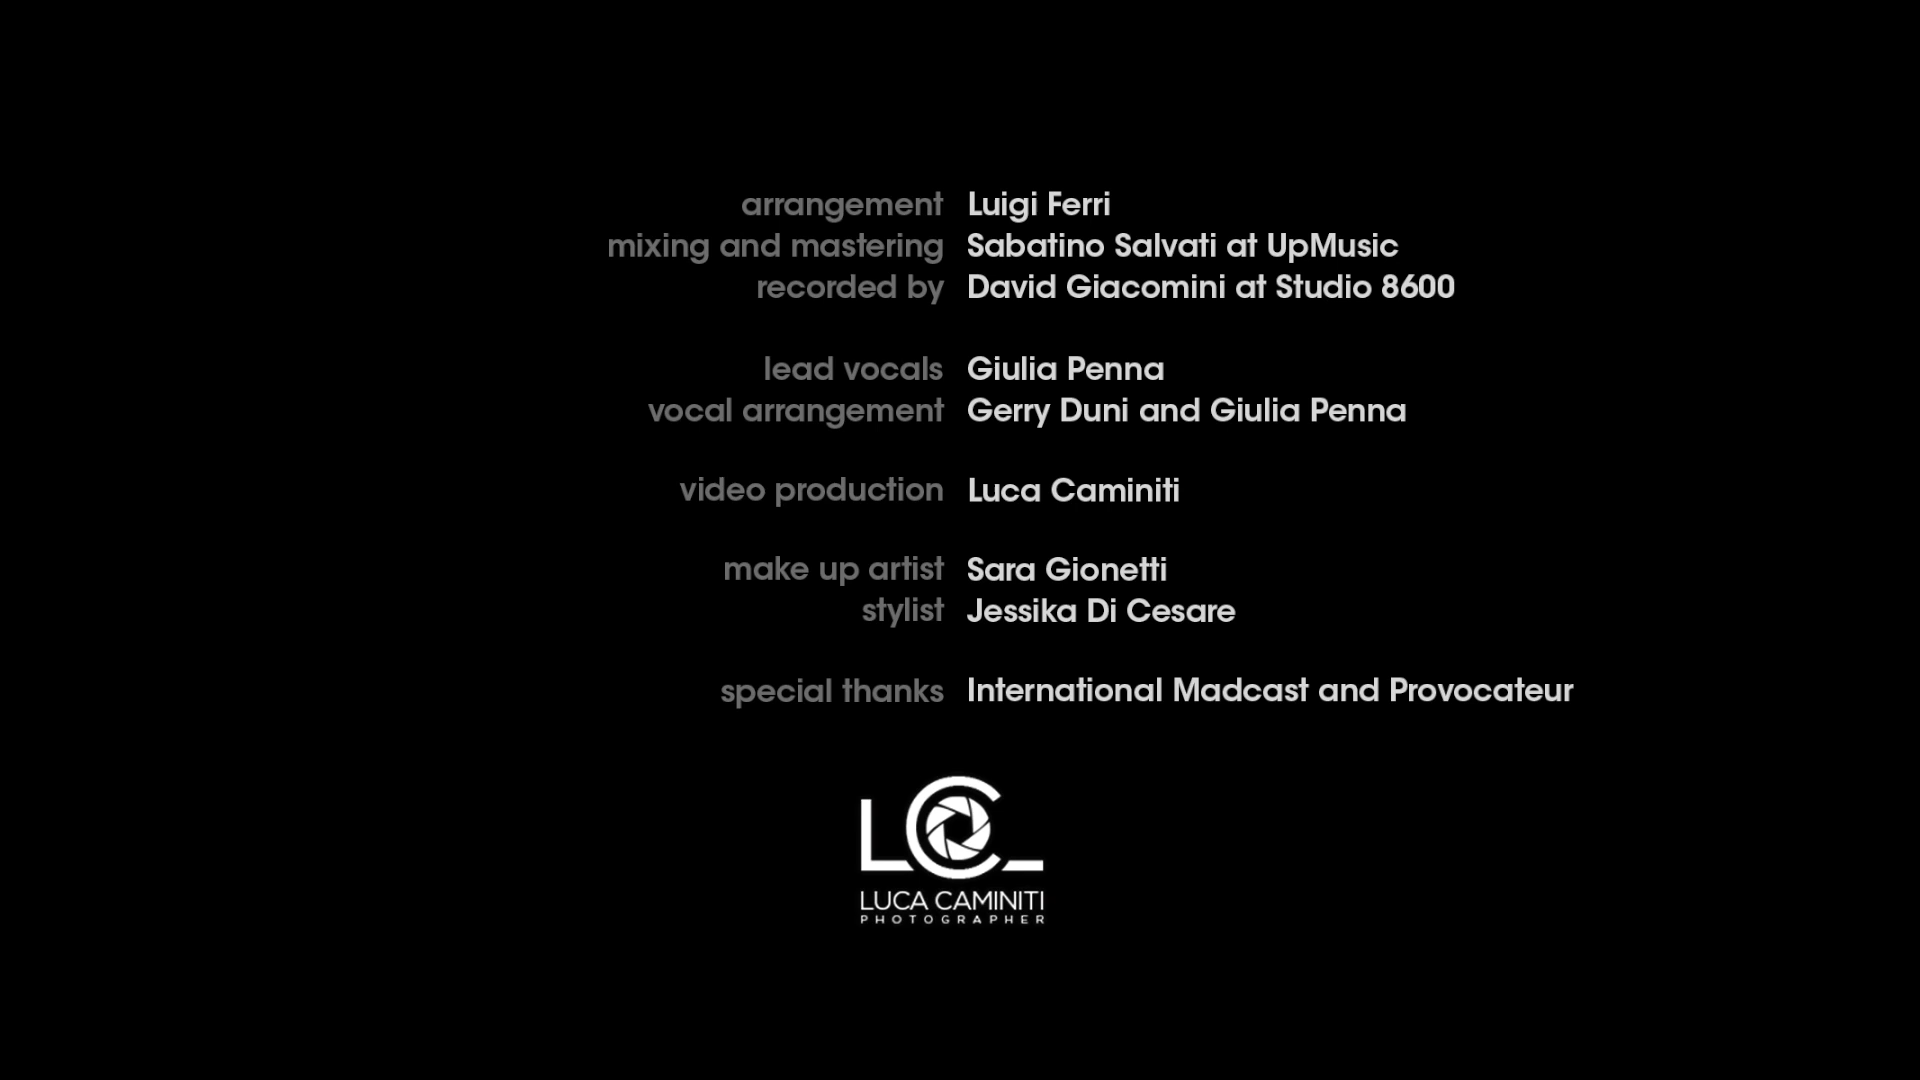 arrangement Luigi Ferri
mixing and mastering Sabatino Salvati at UpMusic
recorded by David Giacomini at Studio 8600
lead vocals Giulia Penna
vocal arrangement Gerry Duni and Giulia Penna
video production Luca Caminiti
make up artist Sara Gionetti
stylist Jessika Di Cesare
special thanks International Madcast and Provocateur
LC
LUCA CAMINITI
PHOTOGRAPHER